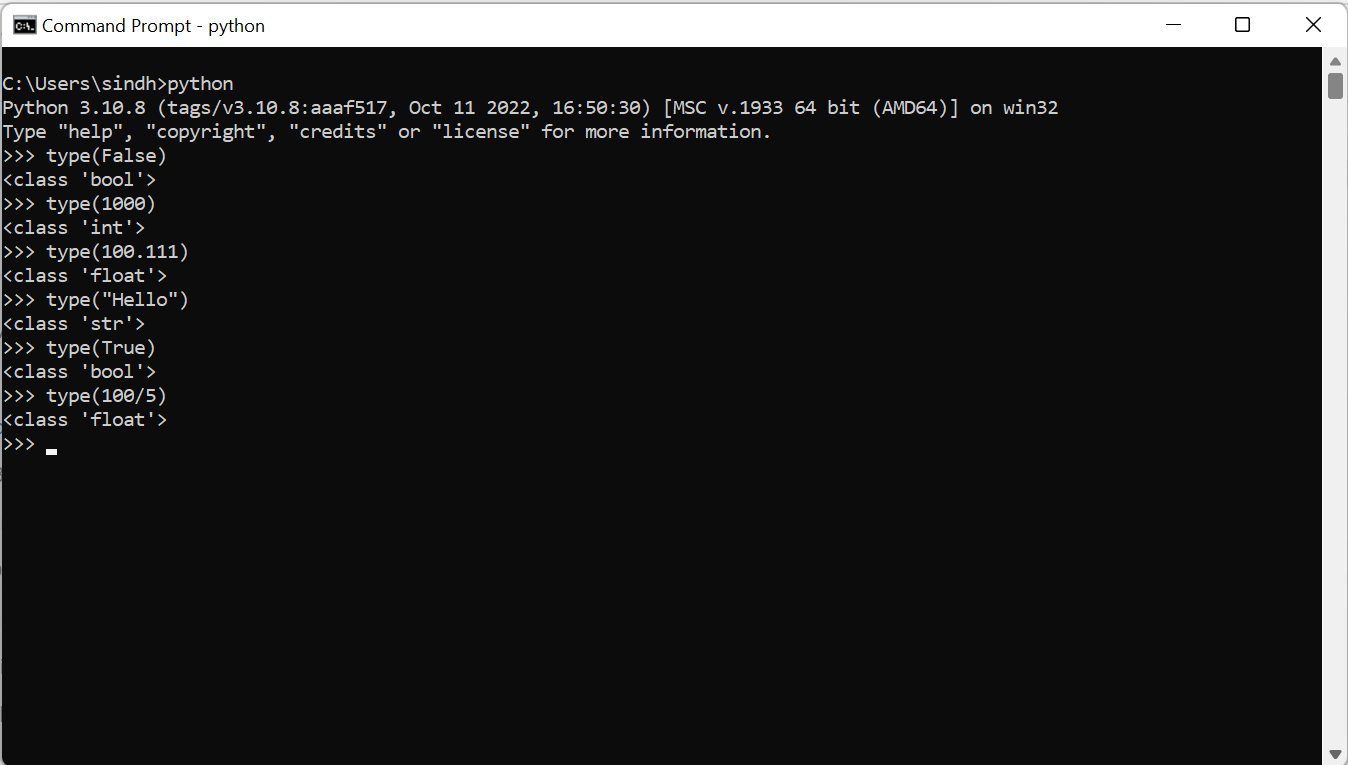 Command Prompt - python
C:\Users\sindh>python
Python 3.10.8 (tags/v3.10.8:aaaf517, Oct 11 2022, 16:50:30) [MSC v.1933 64 bit (AMD64)] on win32
Type "help", "copyright", "credits" or "license" for more information.
>>> type(False)
<class 'bool'>
>>> type(1000)
<class 'int'>
>>> type(100.111)
<class 'float'>
>>> type("Hello")
<class 'str'>
>>> type(True)
<class 'bool'>
>>> type(100/5)
<class 'float'>
>>>